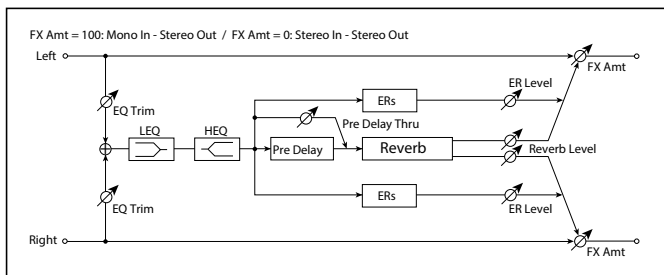 FX Amt = 100: Mono In - Stereo Out / FX Amt = 0: Stereo In - Stereo Out
Left
FX Amt
EQ Trim
ERs
ER Level
Pre Delay Thru
LEQ
HEQ
Pre Delay
Reverb
Reverb Level
EQ Trim
ERs
ER Level
Right
FX Amt